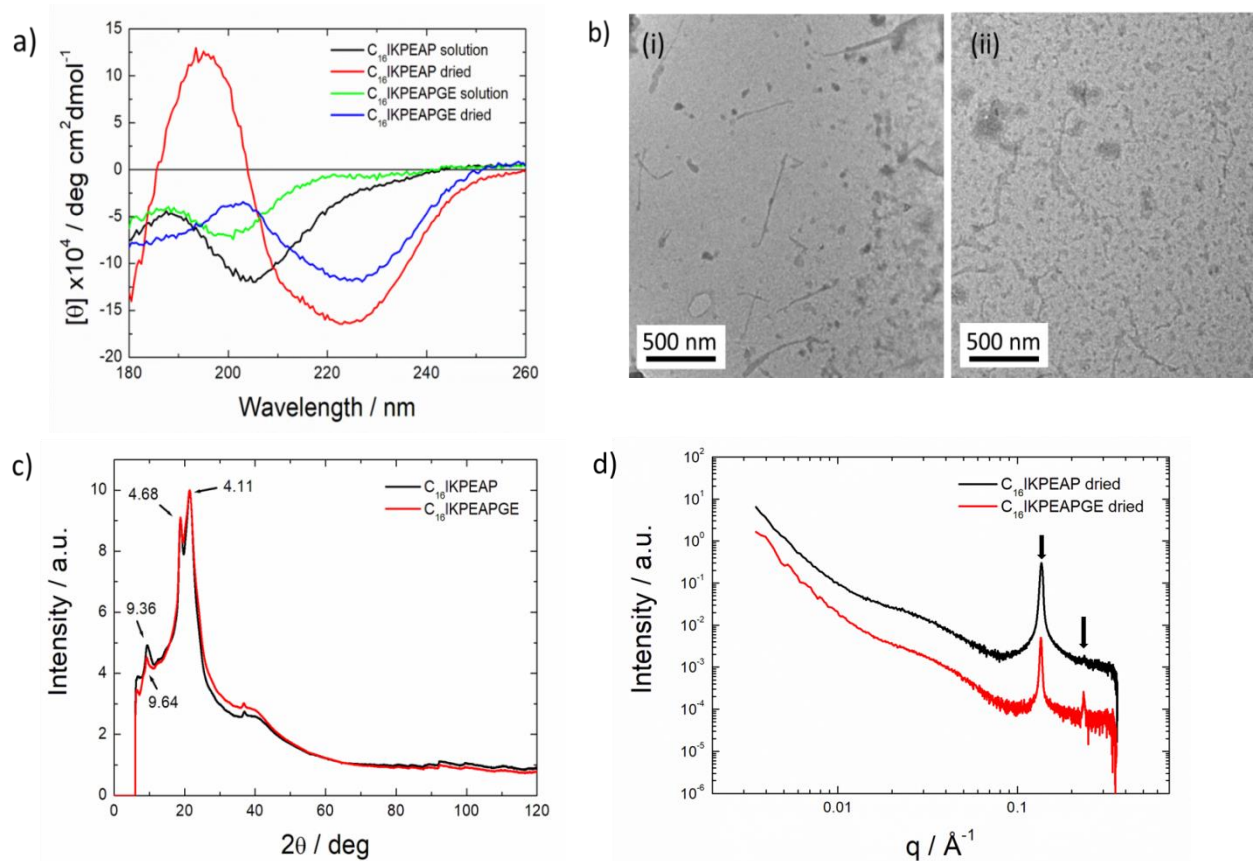 a)
[θ] x10⁴ / deg cm² dmol⁻¹
15
10
5
0
-5
-10
-15
-20
C₁₆IKPEAP solution
C₁₆IKPEAP dried
C₁₆IKPEAPGE solution
C₁₆IKPEAPGE dried
180 200 220 240 260
Wavelength / nm
b)
(i)
500 nm
(ii)
500 nm
c)
Intensity / a.u.
10
8
6
4
2
0
C₁₆IKPEAP
C₁₆IKPEAPGE
4.68
4.11
9.36
9.64
0 20 40 60 80 100 120
2θ / deg
d)
Intensity / a.u.
10²
10¹
10⁰
10⁻¹
10⁻²
10⁻³
10⁻⁴
10⁻⁵
10⁻⁶
C₁₆IKPEAP dried
C₁₆IKPEAPGE dried
0.01 0.1
q / Å⁻¹